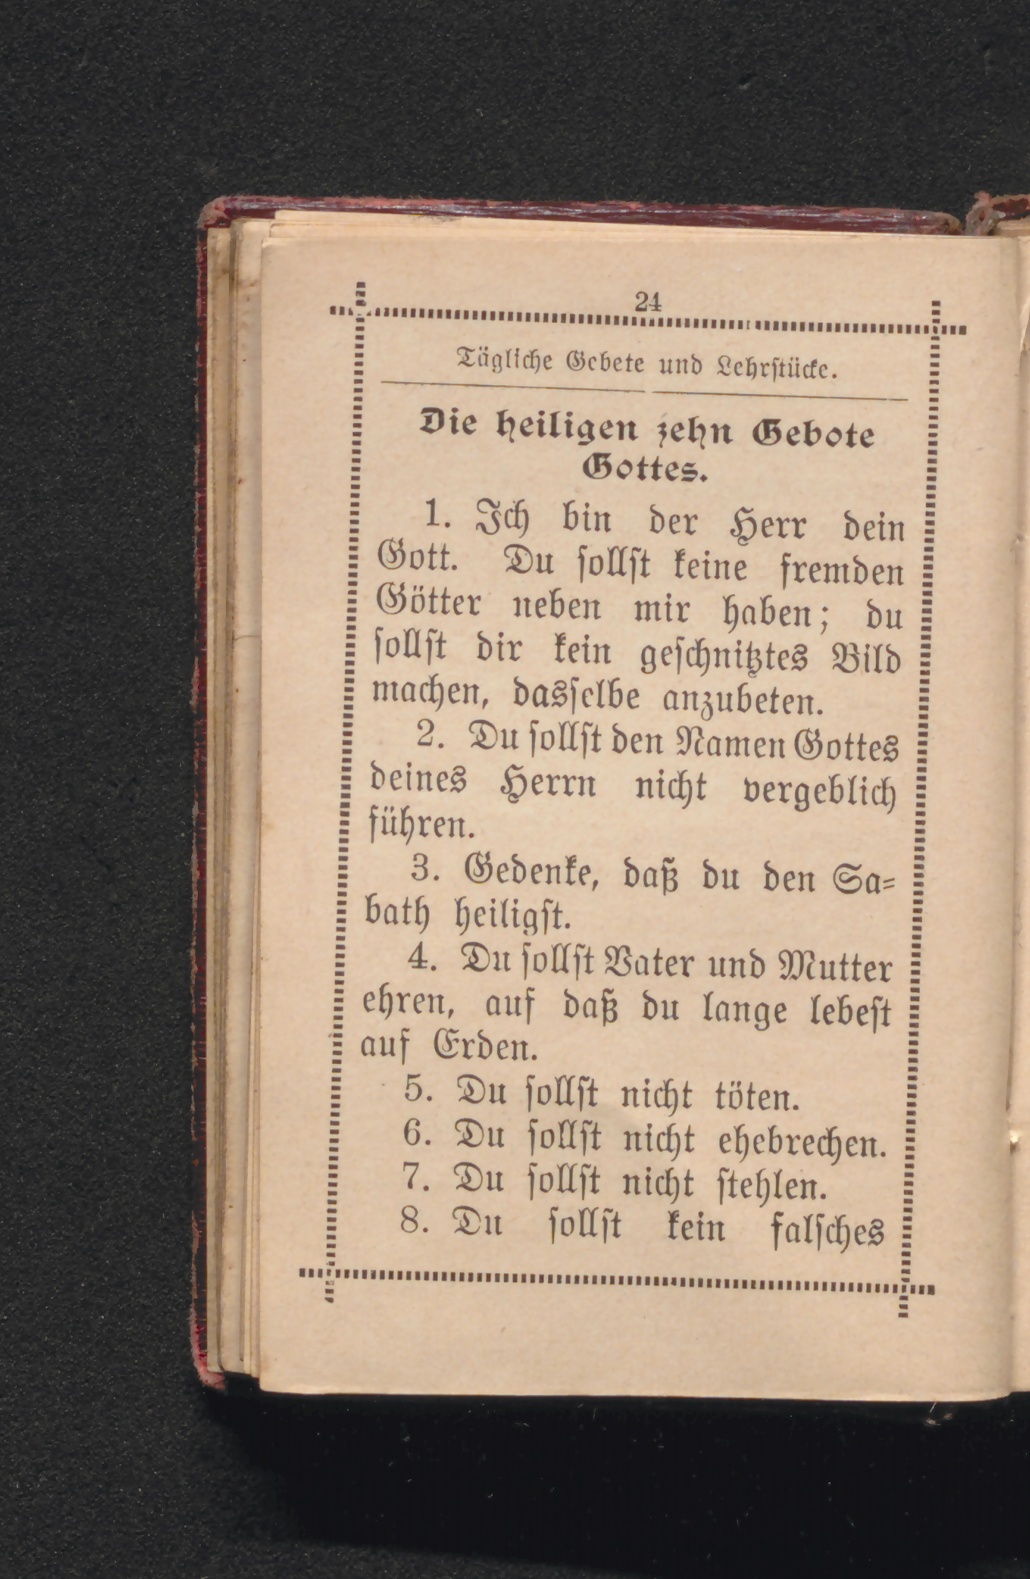 24
Tägliche Gebete und Lehrstücke.
Die heiligen zehn Gebote
Gottes.
1. Ich bin der Herr dein
Gott. Du sollst keine fremden
Götter neben mir haben; du
sollst dir kein geschnitztes Bild
machen, dasselbe anzubeten.
2. Du sollst den Namen Gottes
deines Herrn nicht vergeblich
führen.
3. Gedenke, daß du den Sa-
bath heiligst.
4. Du sollst Vater und Mutter
ehren, auf daß du lange lebest
auf Erden.
5. Du sollst nicht töten.
6. Du sollst nicht ehebrechen.
7. Du sollst nicht stehlen.
8. Du sollst kein falsches